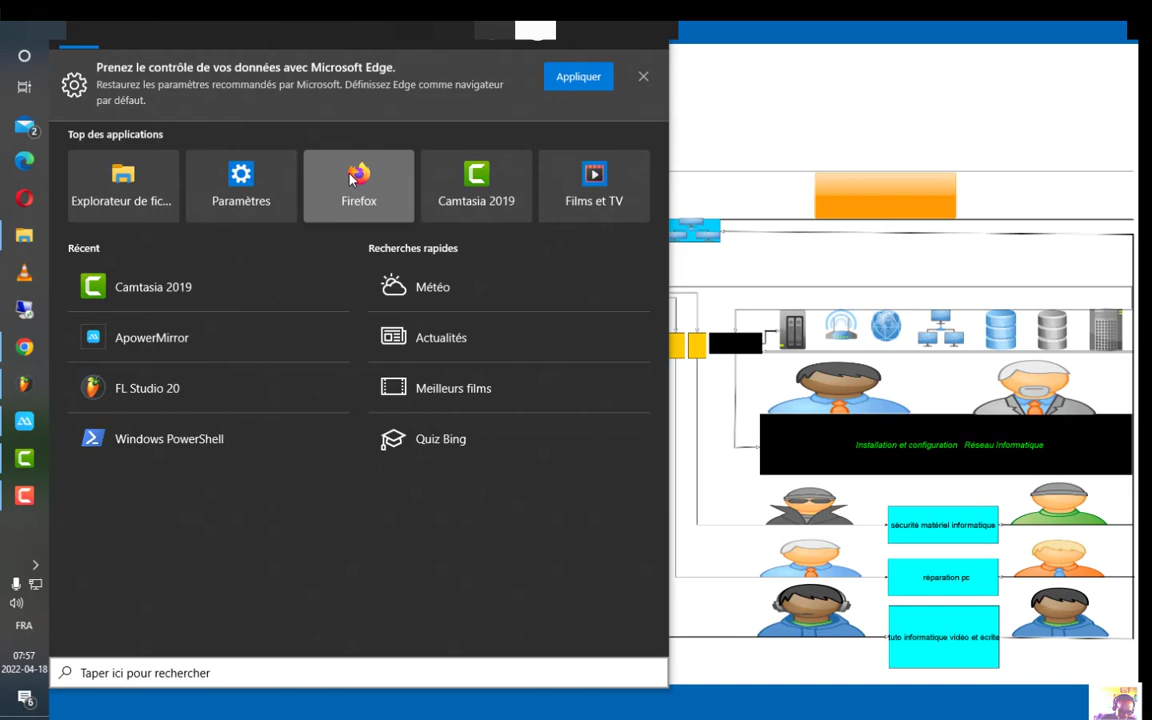 Prenez le contrôle de vos données avec Microsoft Edge.
Restaurez les paramètres recommandés par Microsoft. Définissez Edge comme navigateur
par défaut.
Appliquer
Top des applications
Explorateur de fic...
Paramètres
Firefox
Camtasia 2019
Films et TV
Récent
Camtasia 2019
ApowerMirror
FL Studio 20
Windows PowerShell
Recherches rapides
Météo
Actualités
Meilleurs films
Quiz Bing
Taper ici pour rechercher
2
FRA
07:57
2022-04-18
6
Installation et configuration Réseau Informatique
sécurité matériel informatique
réparation pc
tuto informatique vidéo et écrite